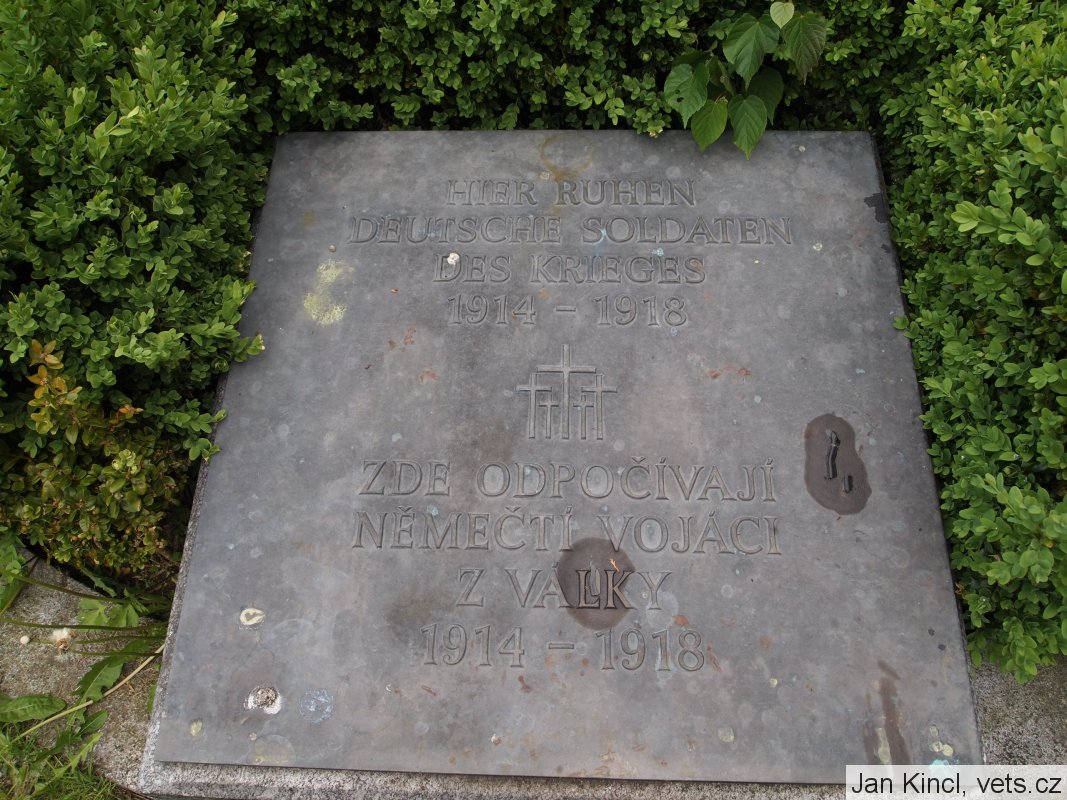 HIER RUHEN
DEUTSCHE SOLDATEN
DES KRIEGES
1914 – 1918
ZDE ODPOČÍVAJÍ
NĚMEČTÍ VOJÁCI
Z VÁLKY
1914 – 1918
Jan Kincl, vets.cz